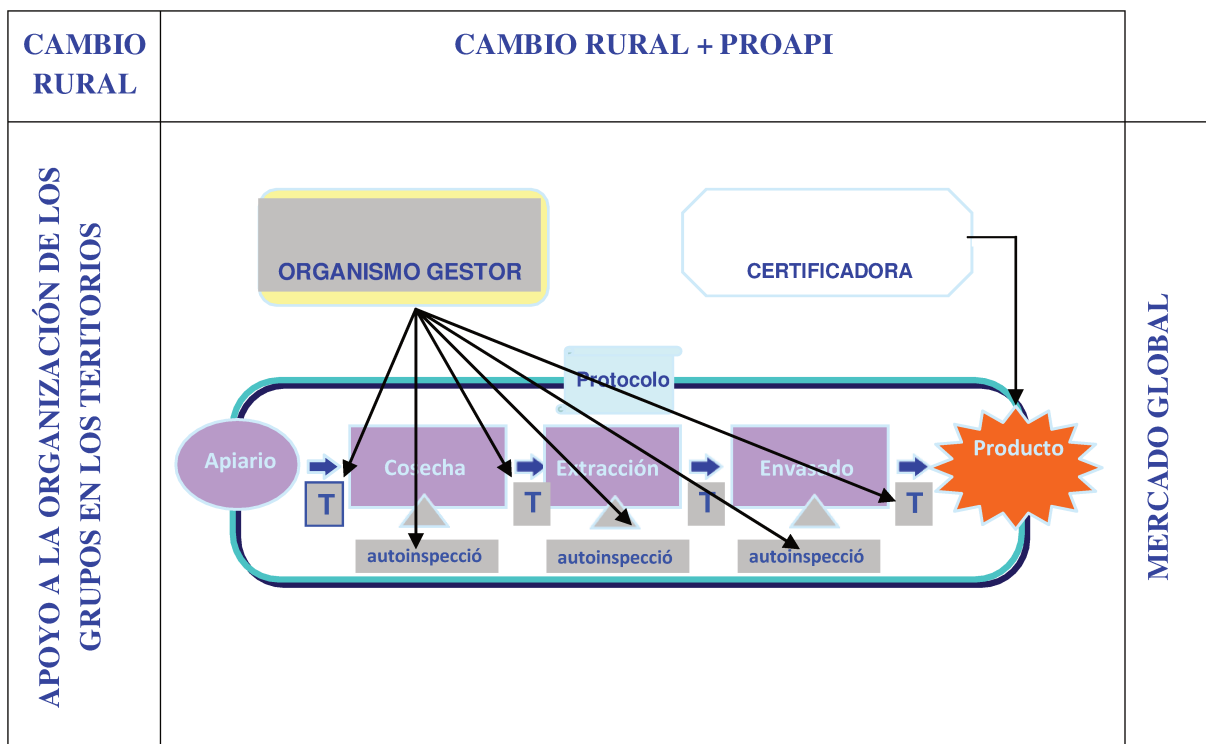 CAMBIO
RURAL
CAMBIO RURAL + PROAPI
APOYO A LA ORGANIZACIÓN DE LOS
GRUPOS EN LOS TERITORIOS
ORGANISMO GESTOR
CERTIFICADORA
Protocolo
Apiario
Cosecha
Extracción
Envasado
Producto
T
T
T
T
autoinspecció
autoinspecció
autoinspecció
MERCADO GLOBAL